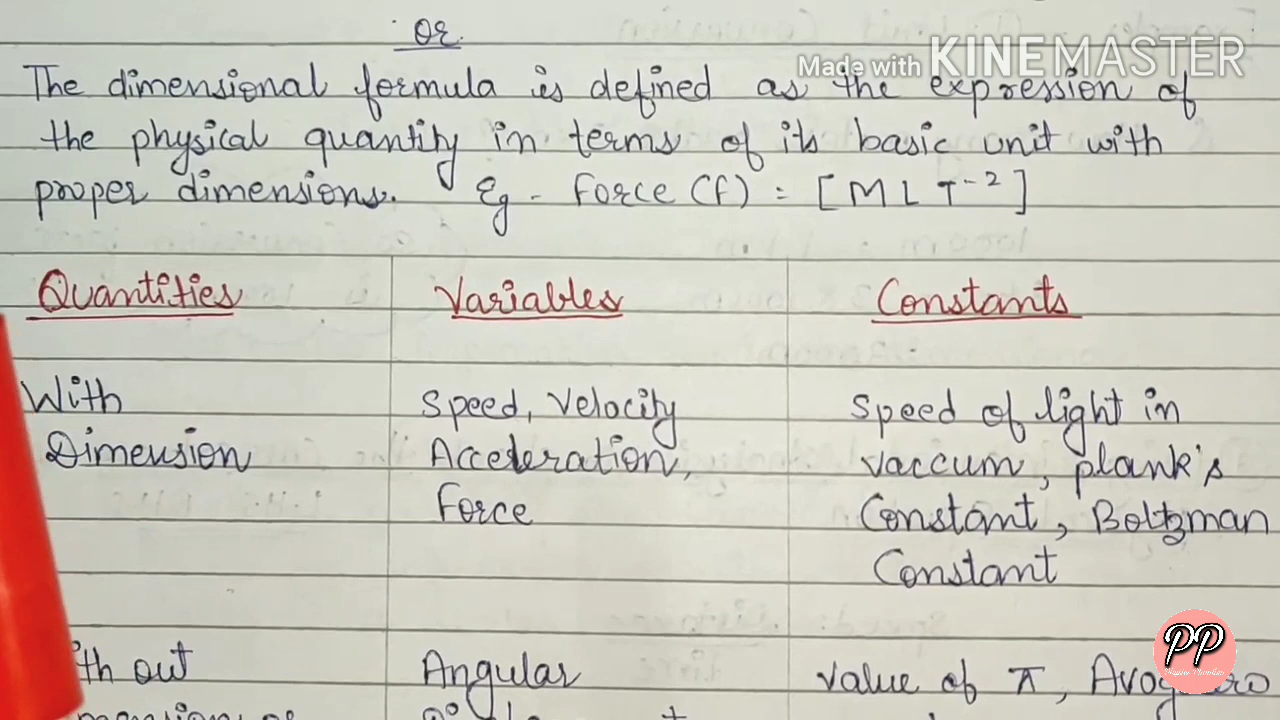 or
Made with KINEMASTER
The dimensional formula is defined as the expression of
the physical quantity in terms of its basic unit with
proper dimensions. Eg - Force (f) = [M L T⁻²]
Quantities Variables Constants
With Speed, Velocity Speed of light in
Dimension Acceleration, vaccum, plank's
Force Constant, Boltzman
Constant
th out Angular value of π, Avog
PP